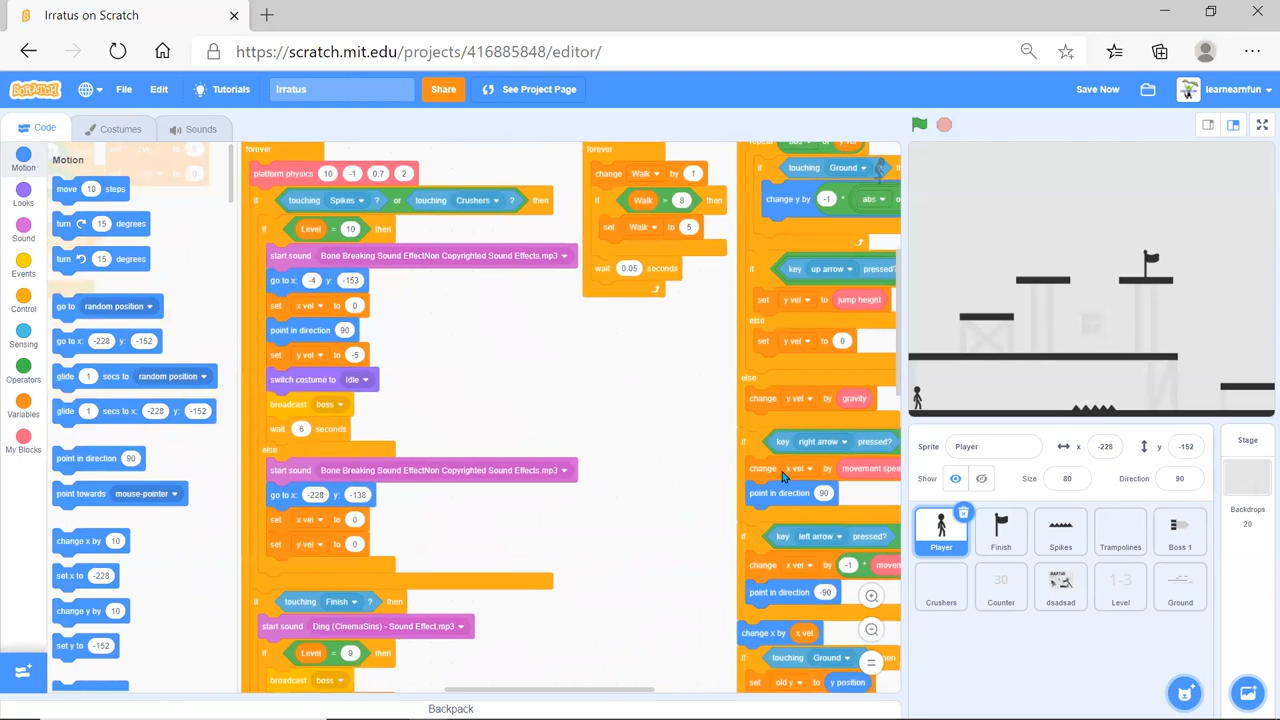 Irratus on Scratch
https://scratch.mit.edu/projects/416885848/editor/
SCRATCH File Edit Tutorials Irratus Share See Project Page Save Now learnearnfun
Code Costumes Sounds
Motion
Looks
Sound
Events
Control
Sensing
Operators
Variables
My Blocks
Motion
move 10 steps
turn 15 degrees
turn 15 degrees
go to random position
go to x: -228 y: -152
glide 1 secs to random position
glide 1 secs to x: -228 y: -152
point in direction 90
point towards mouse-pointer
change x by 10
set x to -228
change y by 10
set y to -152
forever
platform physics 10 -1 0.7 2
if touching Spikes ? or touching Crushers ? then
if Level = 10 then
start sound Bone Breaking Sound EffectNon Copyrighted Sound Effects.mp3
go to x: -4 y: -153
set x vel to 0
point in direction 90
set y vel to -5
switch costume to Idle
broadcast boss
wait 6 seconds
else
start sound Bone Breaking Sound EffectNon Copyrighted Sound Effects.mp3
go to x: -228 y: -138
set x vel to 0
set y vel to 0
if touching Finish ? then
start sound Ding (CinemaSins) - Sound Effect.mp3
if Level = 9 then
broadcast boss
forever
change Walk by 1
if Walk > 8 then
set Walk to 5
wait 0.05 seconds
if touching Ground
change y by -1 * abs
if key up arrow pressed?
set y vel to jump height
else
set y vel to 0
else
change y vel by gravity
if key right arrow pressed?
change x vel by movement spee
point in direction 90
if key left arrow pressed?
change x vel by -1 * movem
point in direction -90
change x by x vel
if touching Ground then
set old y to y position
Sprite Player x -228 y -152
Show Size 80 Direction 90
Player Finish Spikes Trampolines Boss 1
30 1-3
Crushers Counter dsadsad Level Ground
Stage
Backdrops
20
Backpack